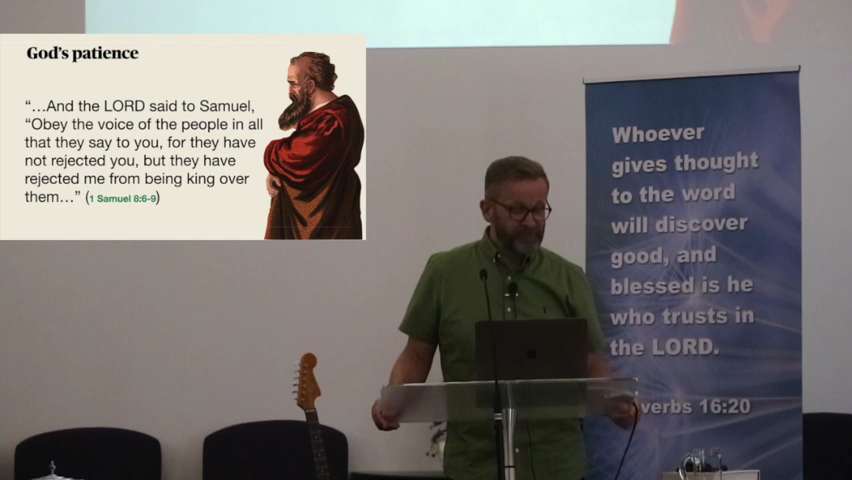 God's patience
“…And the LORD said to Samuel,
“Obey the voice of the people in all
that they say to you, for they have
not rejected you, but they have
rejected me from being king over
them…” (1 Samuel 8:6-9)
Whoever
gives thought
to the word
will discover
good, and
blessed is he
who trusts in
the LORD.
verbs 16:20